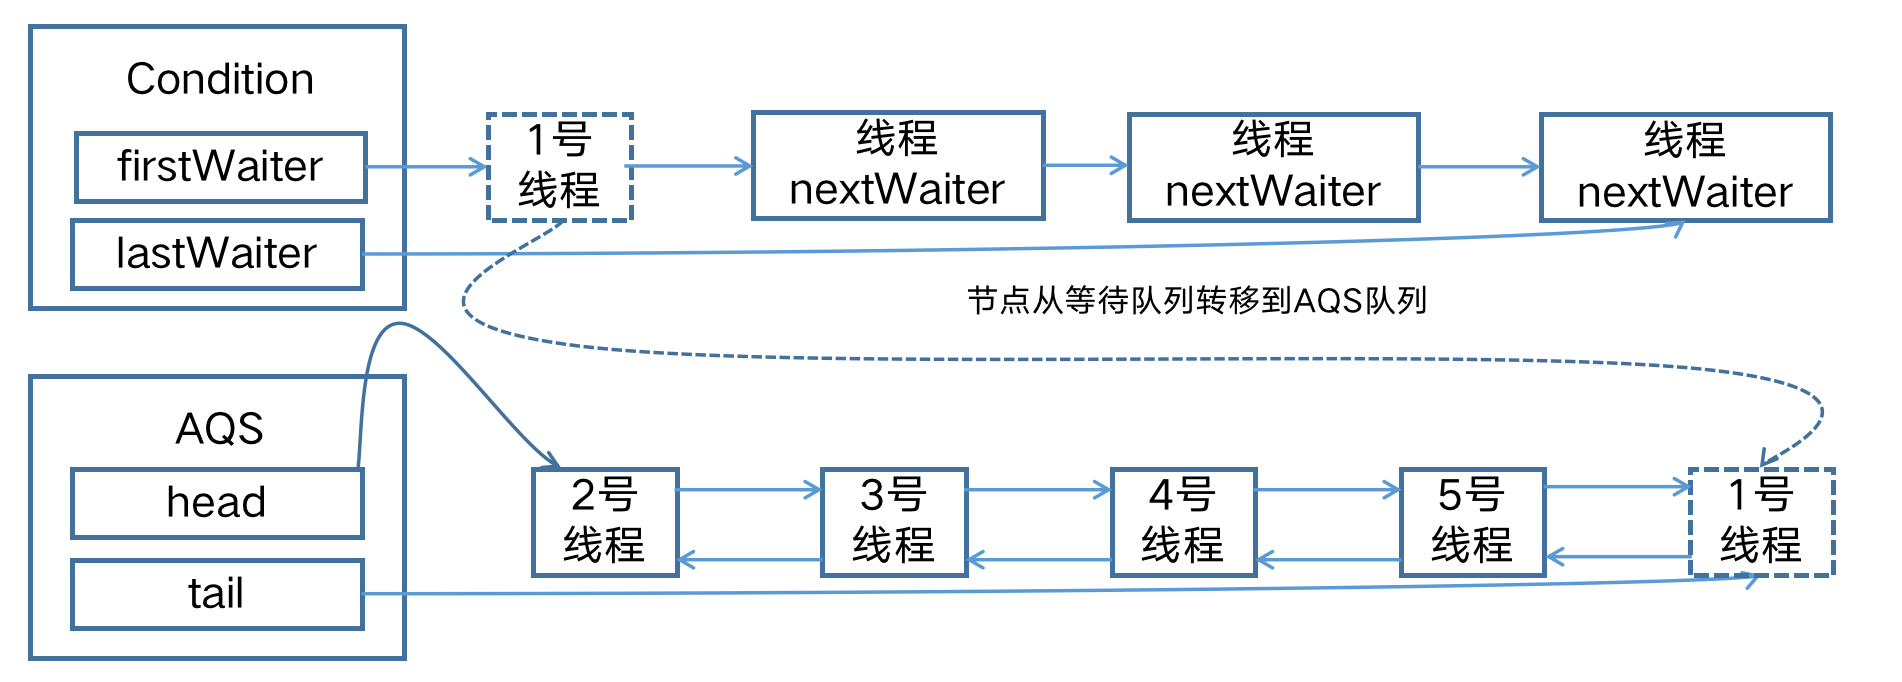 Condition
firstWaiter
lastWaiter
1号
线程
线程
nextWaiter
线程
nextWaiter
线程
nextWaiter
节点从等待队列转移到AQS队列
AQS
head
tail
2号
线程
3号
线程
4号
线程
5号
线程
1号
线程